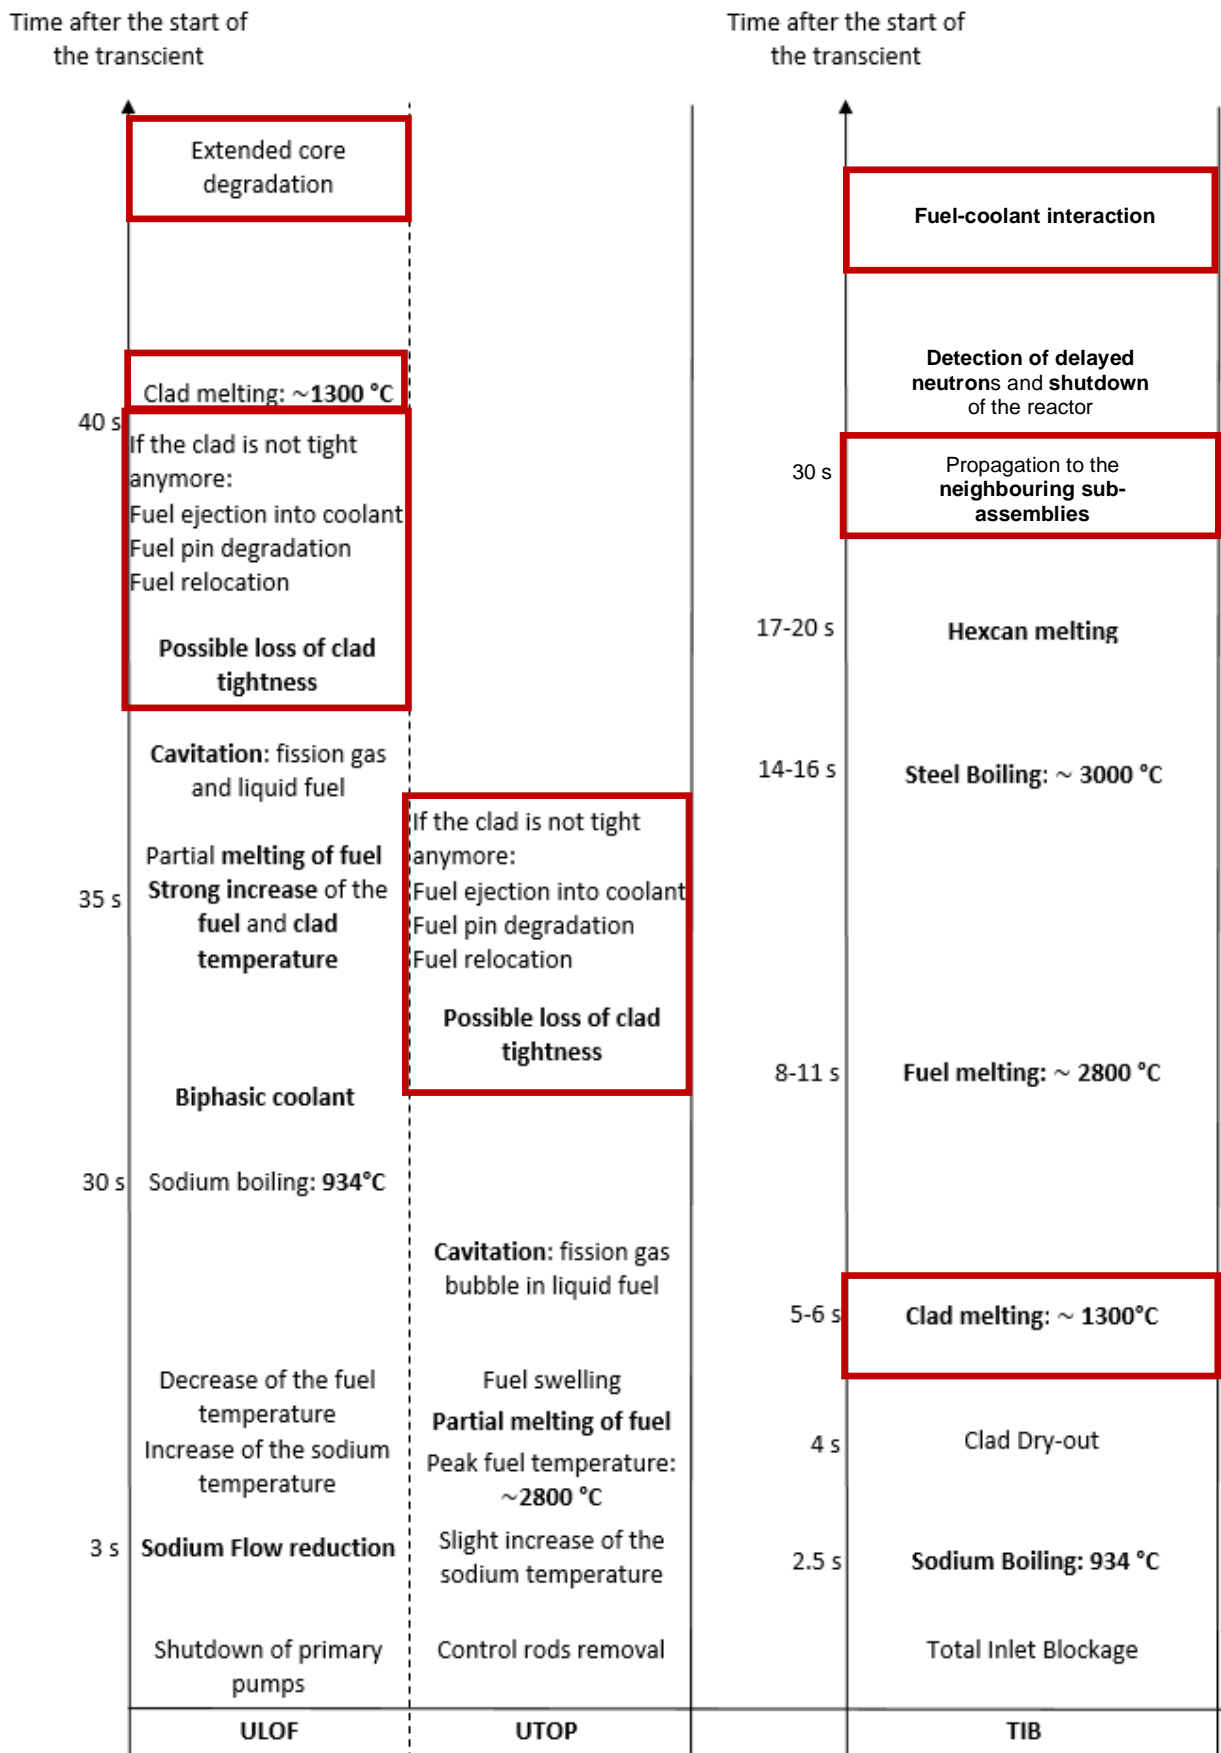 Time after the start of
the transcient
Extended core
degradation
Clad melting: ~1300 °C
40 s
If the clad is not tight
anymore:
Fuel ejection into coolant
Fuel pin degradation
Fuel relocation
Possible loss of clad
tightness
Cavitation: fission gas
and liquid fuel
Partial melting of fuel
35 s
Strong increase of the
fuel and clad
temperature
Biphasic coolant
30 s
Sodium boiling: 934°C
Decrease of the fuel
temperature
Increase of the sodium
temperature
3 s
Sodium Flow reduction
Shutdown of primary
pumps
ULOF
If the clad is not tight
anymore:
Fuel ejection into coolant
Fuel pin degradation
Fuel relocation
Possible loss of clad
tightness
Cavitation: fission gas
bubble in liquid fuel
Fuel swelling
Partial melting of fuel
Peak fuel temperature:
~2800 °C
Slight increase of the
sodium temperature
Control rods removal
UTOP
Time after the start of
the transcient
Fuel-coolant interaction
Detection of delayed
neutrons and shutdown
of the reactor
30 s
Propagation to the
neighbouring sub-
assemblies
17-20 s
Hexcan melting
14-16 s
Steel Boiling: ~ 3000 °C
8-11 s
Fuel melting: ~ 2800 °C
5-6 s
Clad melting: ~ 1300°C
4 s
Clad Dry-out
2.5 s
Sodium Boiling: 934 °C
Total Inlet Blockage
TIB